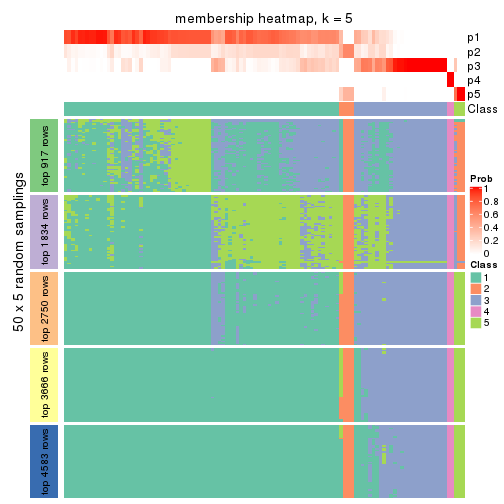 membership heatmap, k = 5
p1
p2
p3
p4
p5
Class
50 x 5 random samplings
top 917 rows
top 1834 rows
top 2750 rows
top 3666 rows
top 4583 rows
Prob
1
0.8
0.6
0.4
0.2
0
Class
1
2
3
4
5